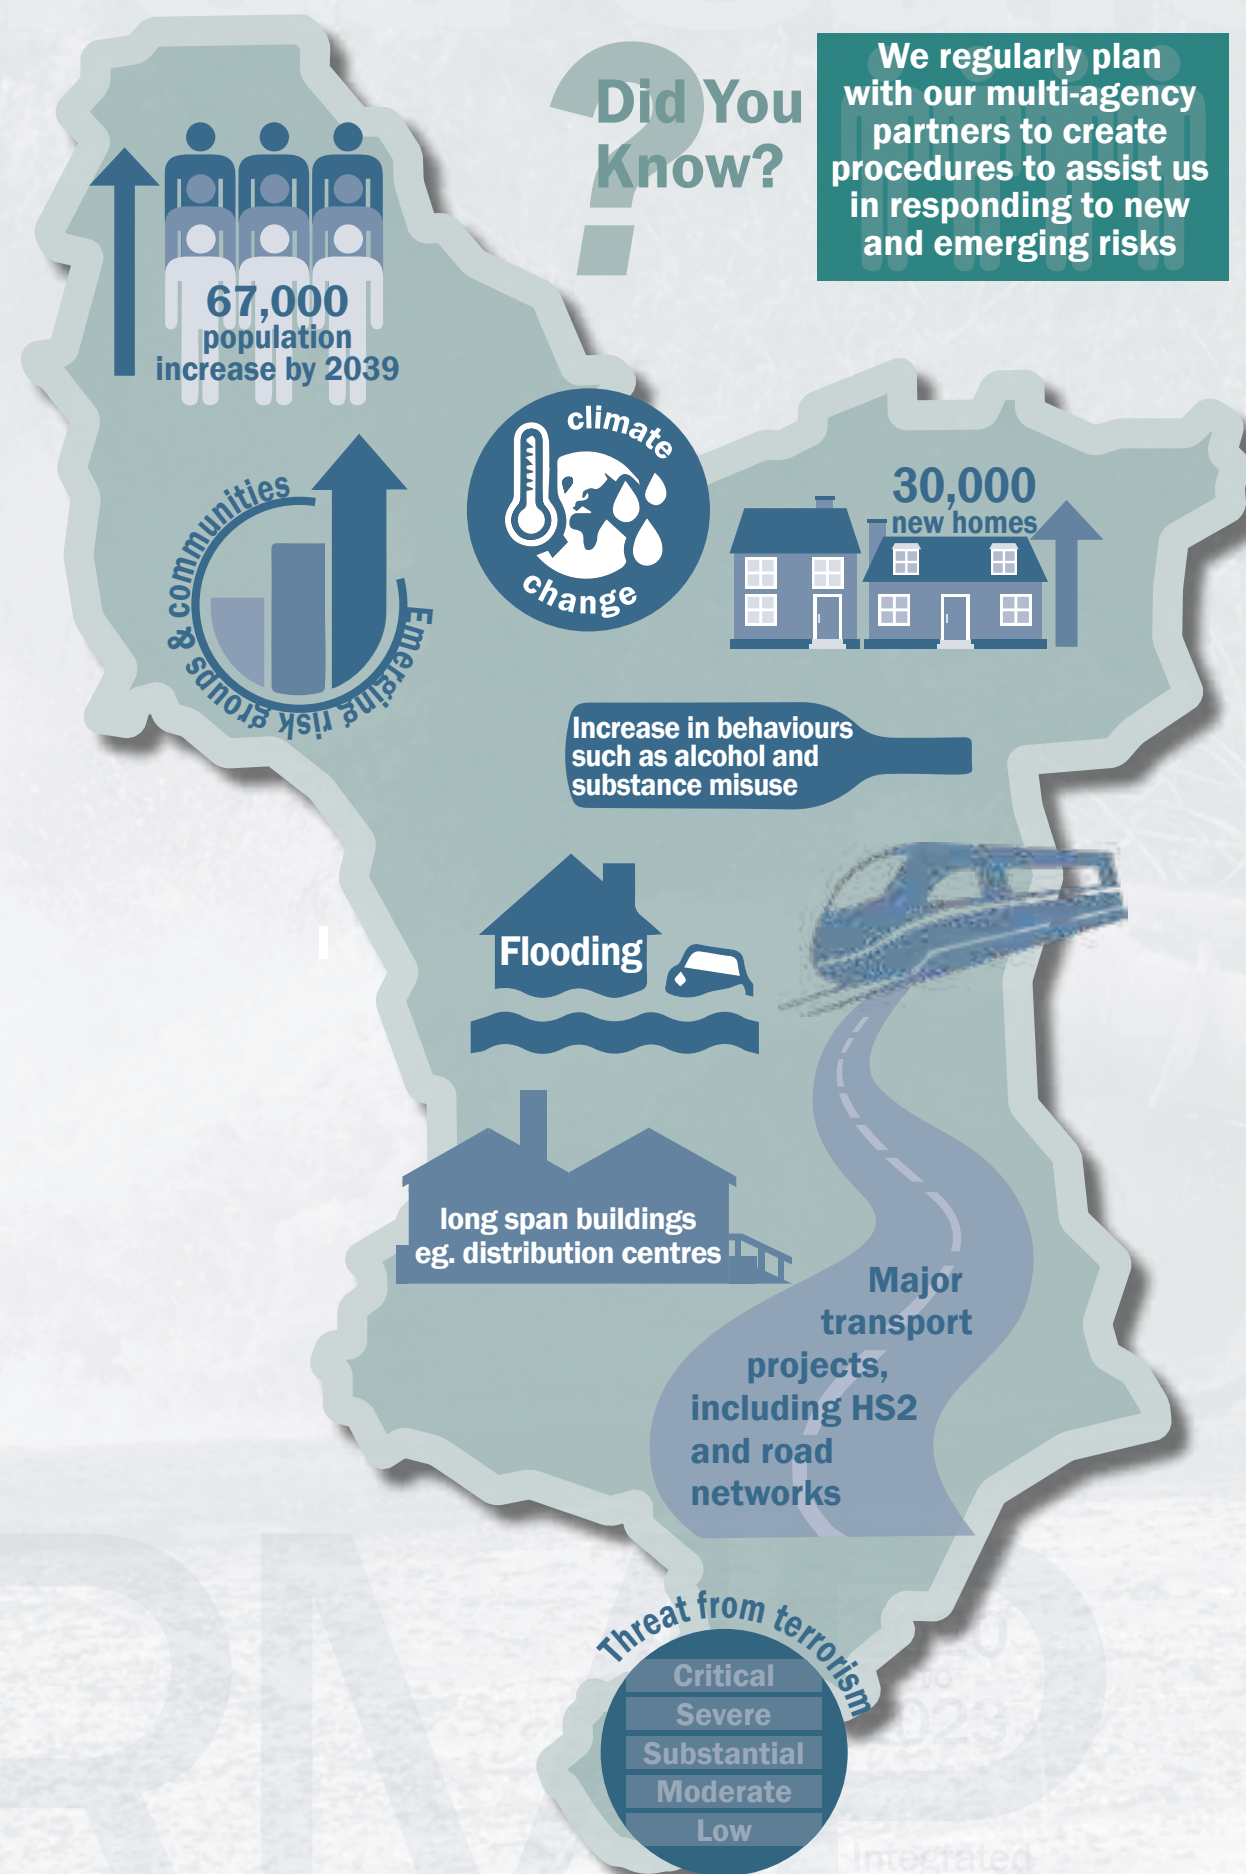 Did You
Know?
We regularly plan
with our multi-agency
partners to create
procedures to assist us
in responding to new
and emerging risks
67,000
population
increase by 2039
climate
change
30,000
new homes
Emerging risk groups & communities
Increase in behaviours
such as alcohol and
substance misuse
Flooding
long span buildings
eg. distribution centres
Major
transport
projects,
including HS2
and road
networks
Threat from terrorism
Critical
Severe
Substantial
Moderate
Low
to
2023
Integrated